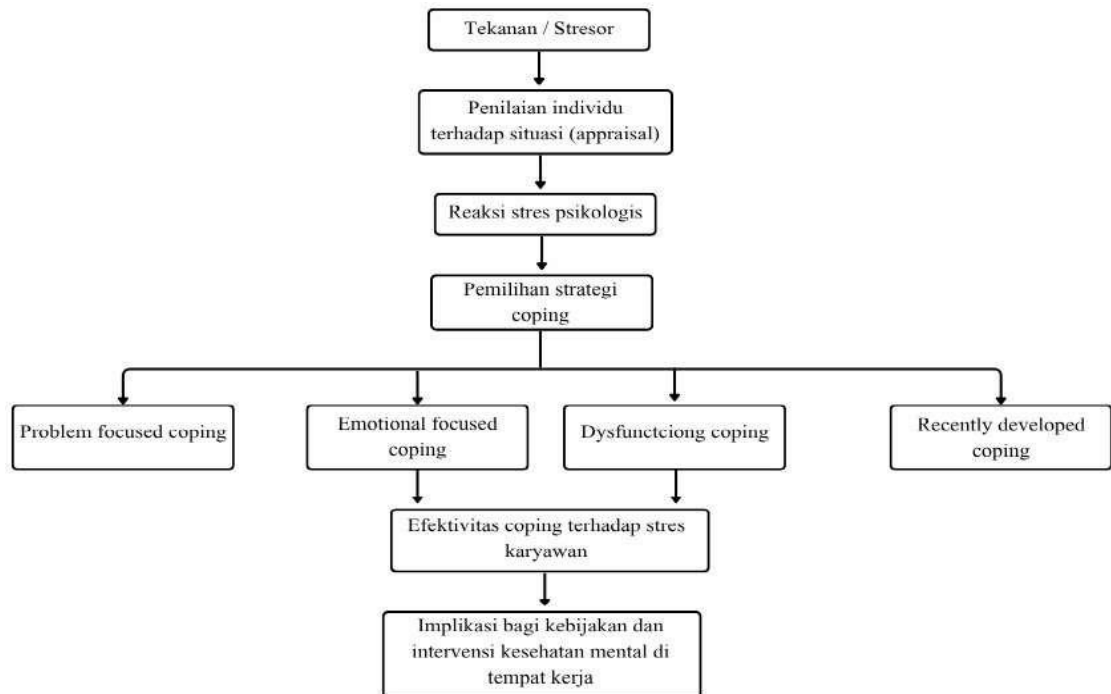 Tekanan / Stresor
Penilaian individu
terhadap situasi (appraisal)
Reaksi stres psikologis
Pemilihan strategi
coping
Problem focused coping
Emotional focused
coping
Dysfunctciong coping
Recently developed
coping
Efektivitas coping terhadap stres
karyawan
Implikasi bagi kebijakan dan
intervensi kesehatan mental di
tempat kerja